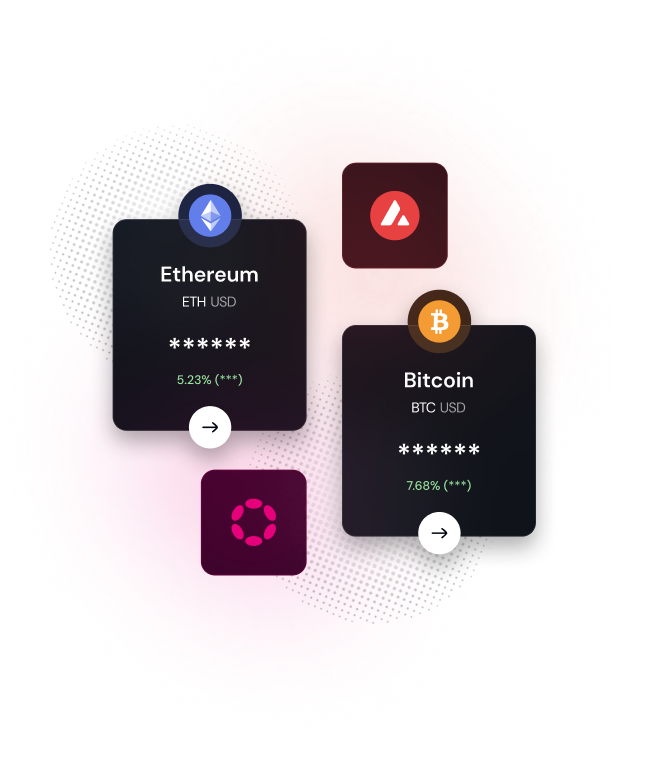 Ethereum
ETH USD
******
5.23% (***)
Bitcoin
BTC USD
******
7.68% (***)